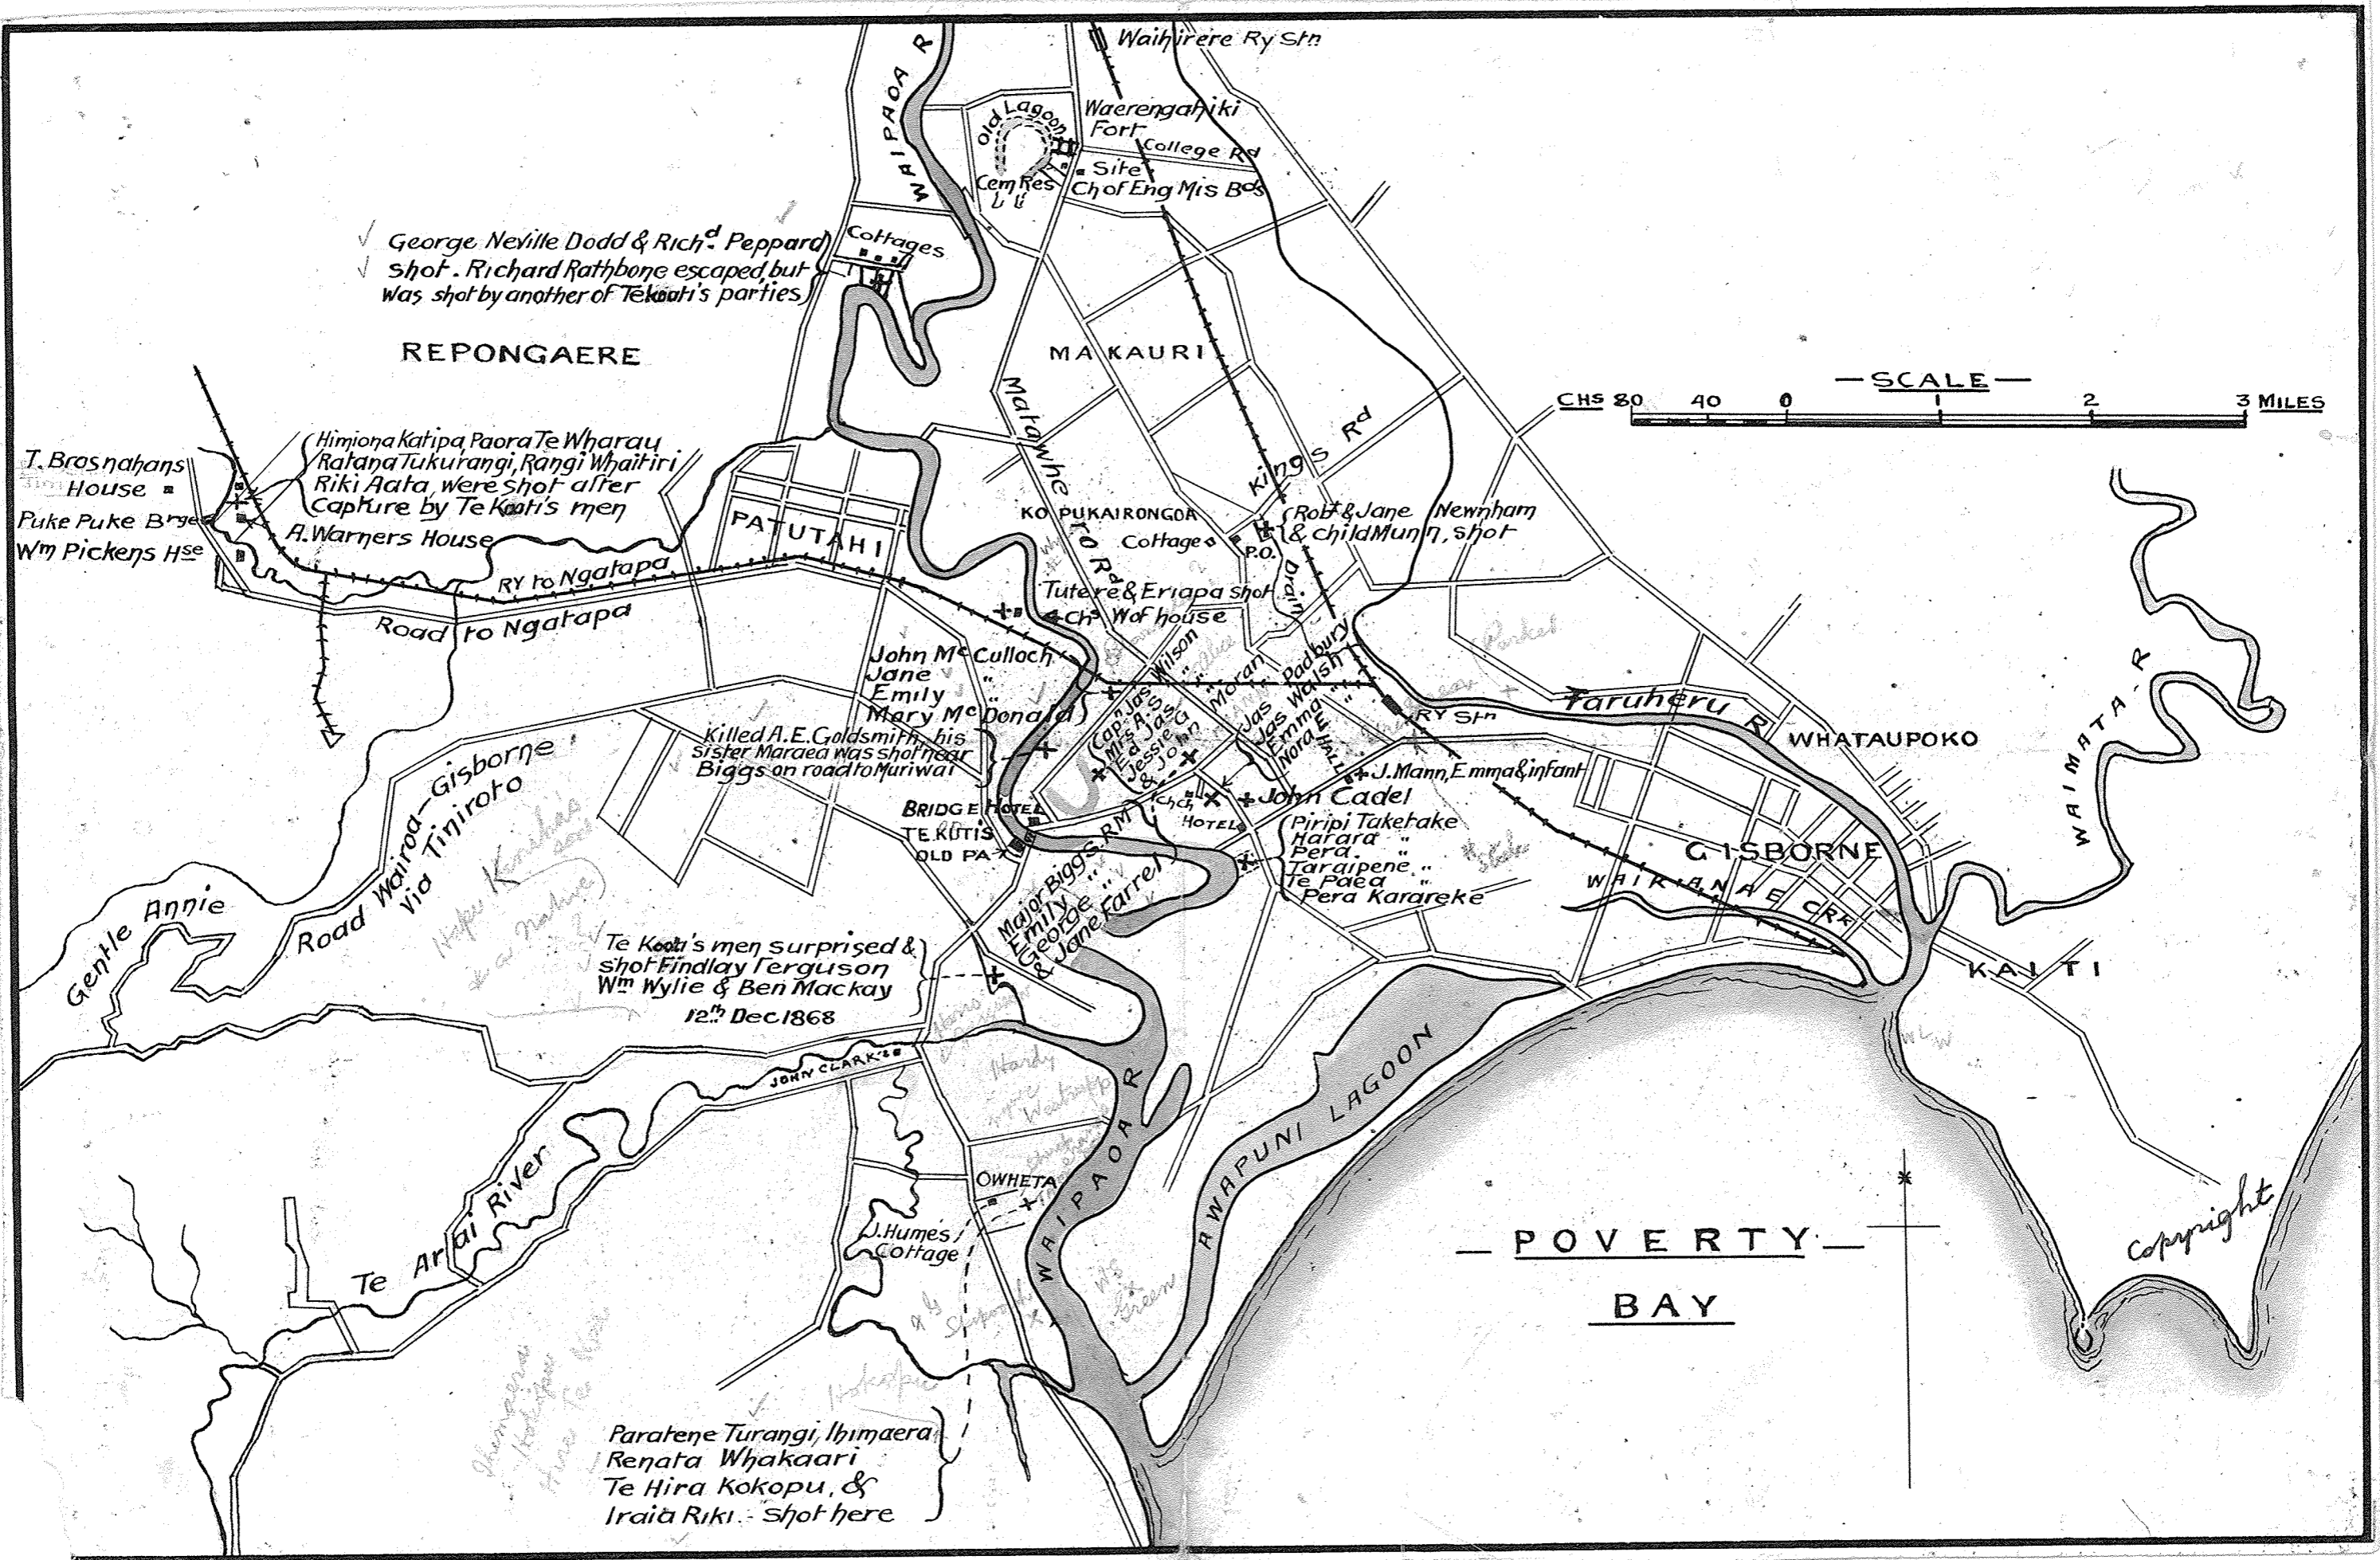 Waihirere Ry Stn
WAIPAOA R
Old Lagoon
Waerengahiki
Fort
College Rd
Site
Ch of Eng Mis Bds
Cem Res
George Neville Dodd & Richd Peppard
shot. Richard Rathbone escaped, but
was shot by another of Te Kooti's parties
Cottages
REPONGAERE
MAKAURI
Matawhero Rd
Kings Rd
— SCALE —
CHS 80 40 0 1 2 3 MILES
T. Brosnahans
House
Himiona Katipa, Paora Te Wharau
Ratana Tukurangi, Rangi Whaitiri
Riki Aata, were shot after
Capture by Te Kooti's men
Puke Puke Brge
A. Warners House
Wm Pickens Hse
PATUTAHI
RY to Ngatapa
Road to Ngatapa
KO PUKAIRONGOA
Cottage
P.O.
Robt & Jane Newnham
& child Munn, shot
Drain
Tutere & Eriapa shot
4 Chs W of house
John McCulloch
Jane "
Emily "
Mary McDonald
Capn Jas Wilson
Mrs A.S. "
Ed Jas "
Jessie G "
& John Moran
Jas Padbury
Jas Walsh
Emma "
Nora E "
HALL
RY Stn
Taruheru R
WHATAUPOKO
WAIMATA R
Killed A.E. Goldsmith, his
sister Maraea was shot near
Biggs on road to Muriwai
J. Mann, Emma & infant
John Cadel
Chch
HOTEL
BRIDGE HOTEL
TE KUTIS
OLD PA
Piripi Taketake
Harara "
Pera "
Taraipene "
Te Paea "
Pera Karareke
GISBORNE
WAIKANAE CRK
KAITI
Major Biggs. RM
Emily "
George "
& Jane Farrel
Road Wairoa-Gisborne
Via Tiniroto
Gentle Annie
Te Kooti's men surprised &
shot Findlay Ferguson
Wm Wylie & Ben Mackay
12th Dec 1868
JOHN CLARK'S
Hardy
Te Arai River
OWHETA
J. Humes
Cottage
WAIPAOA R
AWAPUNI LAGOON
Green
— POVERTY —
BAY
Copyright
Paratene Turangi, Ihimaera
Renata Whakaari
Te Hira Kokopu, &
Iraia Riki. - shot here